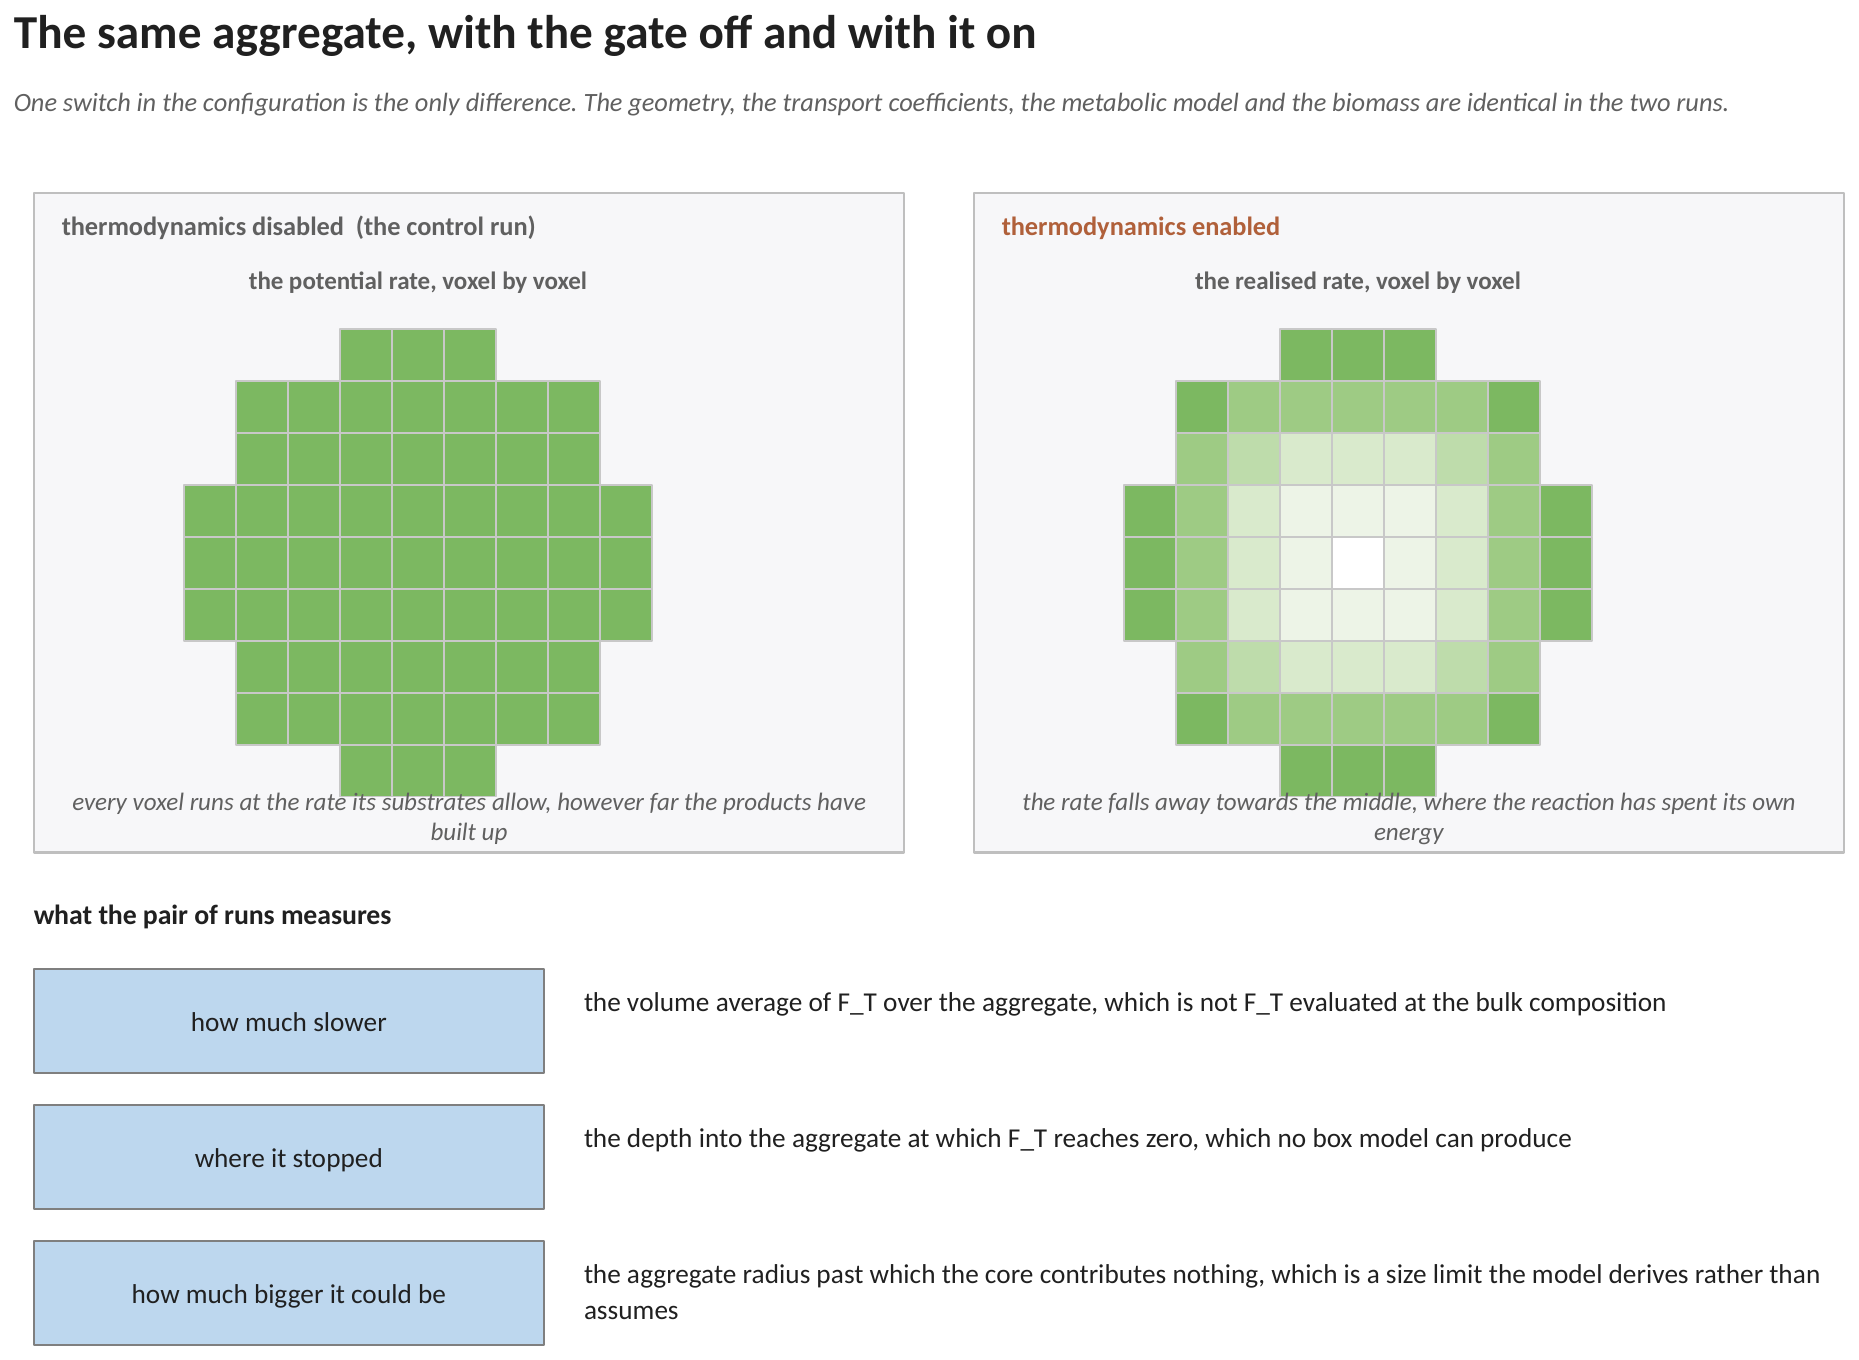 The same aggregate, with the gate off and with it on
One switch in the configuration is the only difference. The geometry, the transport coefficients, the metabolic model and the biomass are identical in the two runs.
thermodynamics disabled  (the control run)
the potential rate, voxel by voxel
every voxel runs at the rate its substrates allow, however far the products have
built up
thermodynamics enabled
the realised rate, voxel by voxel
the rate falls away towards the middle, where the reaction has spent its own
energy
what the pair of runs measures
how much slower
the volume average of F_T over the aggregate, which is not F_T evaluated at the bulk composition
where it stopped
the depth into the aggregate at which F_T reaches zero, which no box model can produce
how much bigger it could be
the aggregate radius past which the core contributes nothing, which is a size limit the model derives rather than
assumes